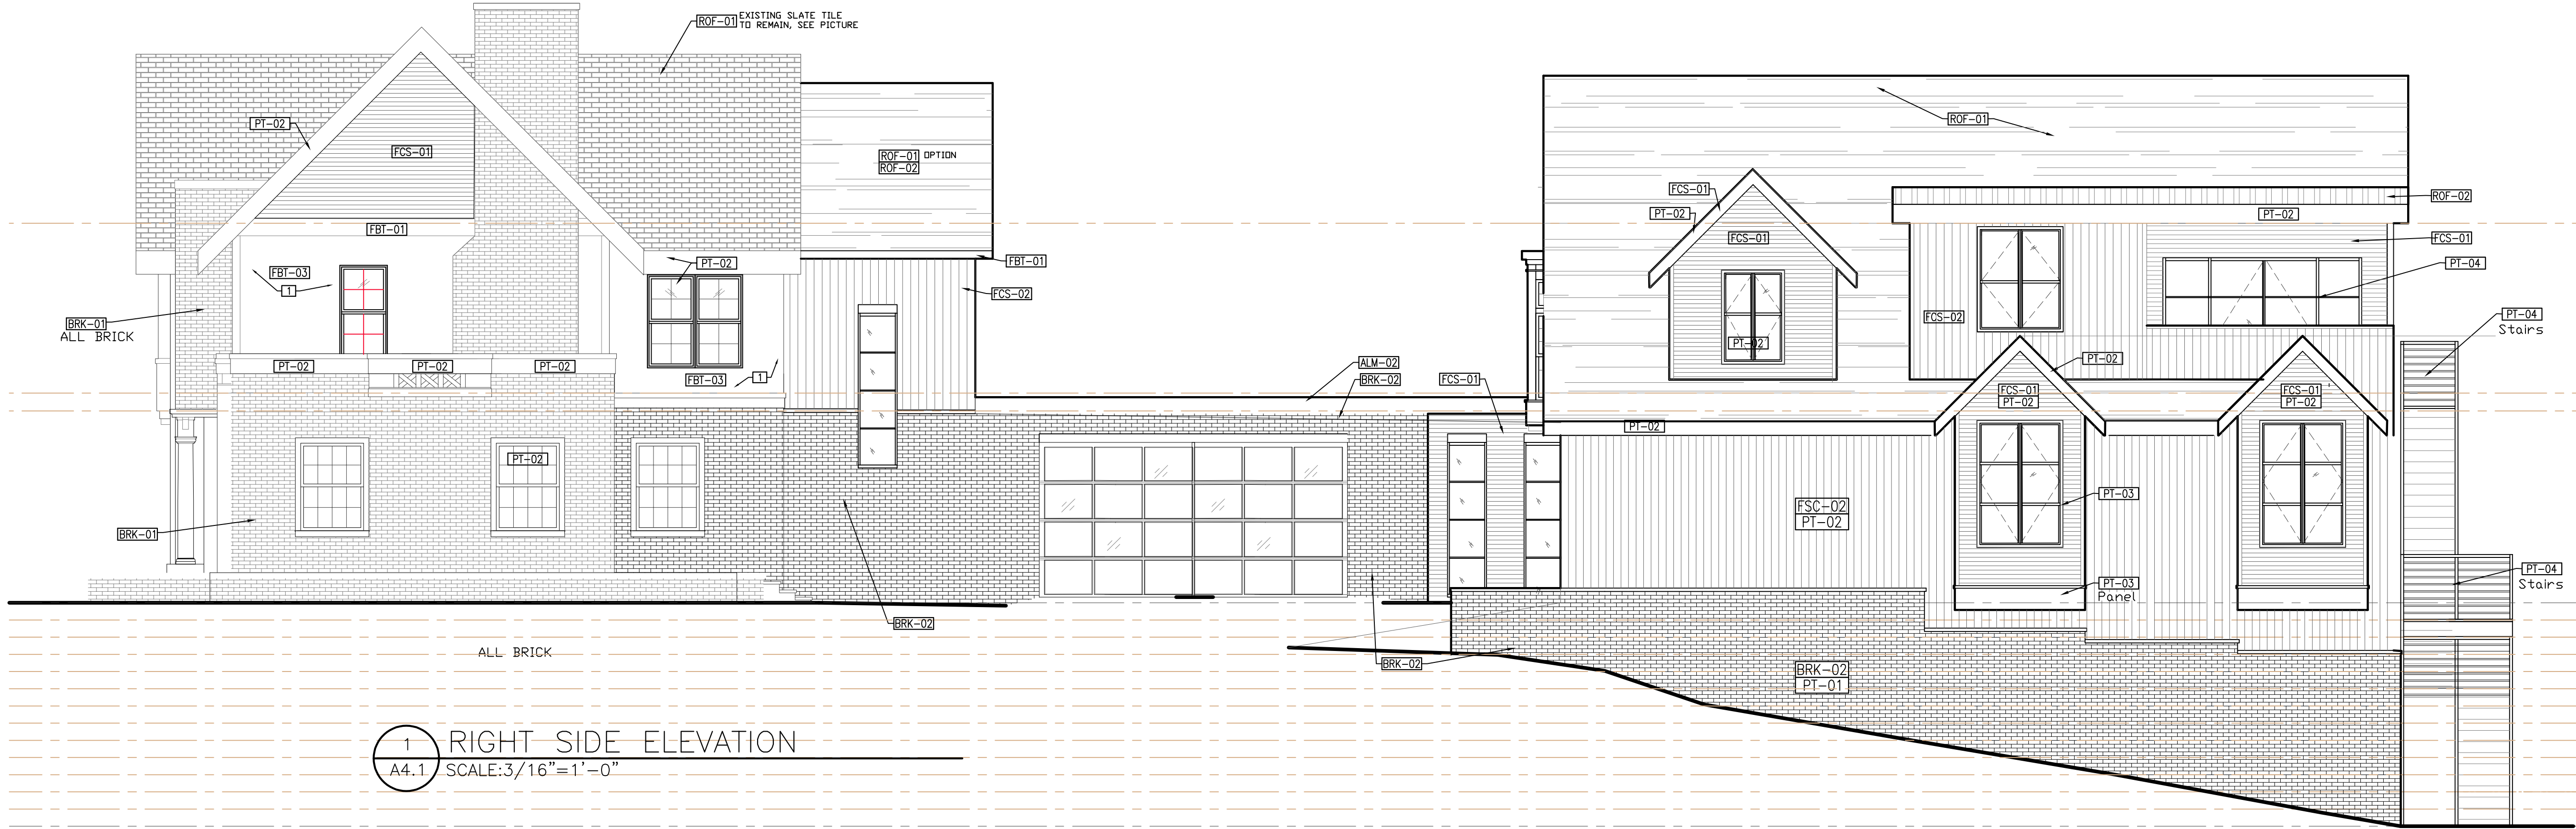 ROF-01 EXISTING SLATE TILE
TO REMAIN, SEE PICTURE
PT-02
FCS-01
ROF-01 OPTION
ROF-02
FBT-01
FBT-03
1
PT-02
FBT-01
FCS-02
BRK-01
ALL BRICK
PT-02
PT-02
PT-02
FBT-03
1
ALM-02
BRK-02
FCS-01
PT-02
BRK-01
BRK-02
BRK-02
ALL BRICK
ROF-01
FCS-01
PT-02
FCS-01
PT-02
ROF-02
PT-02
FCS-01
PT-04
FCS-02
PT-04
Stairs
PT-02
FCS-01
PT-02
FCS-01
PT-02
PT-02
PT-03
FSC-02
PT-02
PT-03
Panel
PT-04
Stairs
BRK-02
PT-01
1
A4.1
RIGHT SIDE ELEVATION
SCALE:3/16"=1'-0"